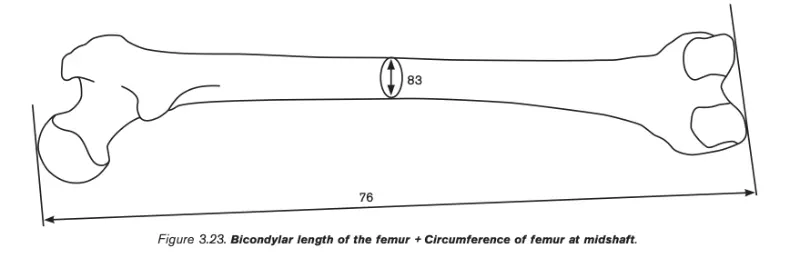 83
76
Figure 3.23. Bicondylar length of the femur + Circumference of femur at midshaft.